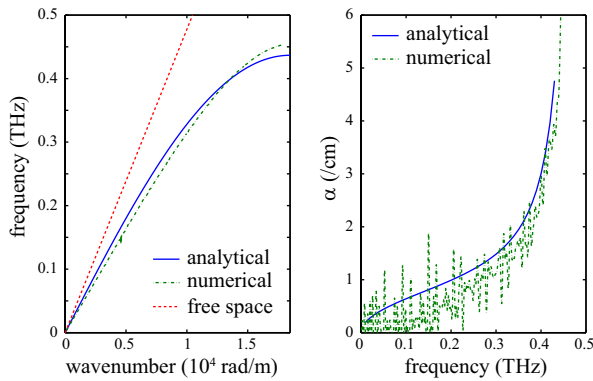 0.5
0.4
0.3
0.2
0.1
0
0
0.5
1
1.5
frequency (THz)
wavenumber (10⁴ rad/m)
analytical
numerical
free space
6
5
4
3
2
1
0
0
0.1
0.2
0.3
0.4
0.5
α (/cm)
frequency (THz)
analytical
numerical